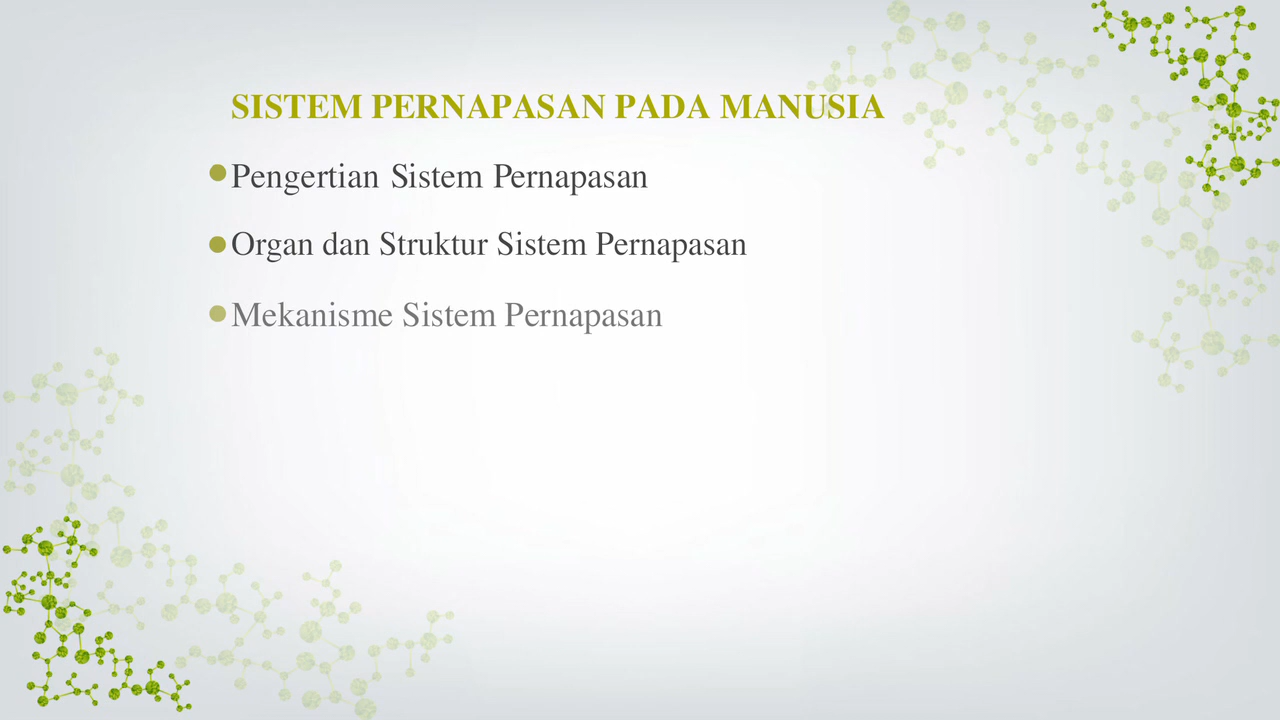 SISTEM PERNAPASAN PADA MANUSIA
Pengertian Sistem Pernapasan
Organ dan Struktur Sistem Pernapasan
Mekanisme Sistem Pernapasan